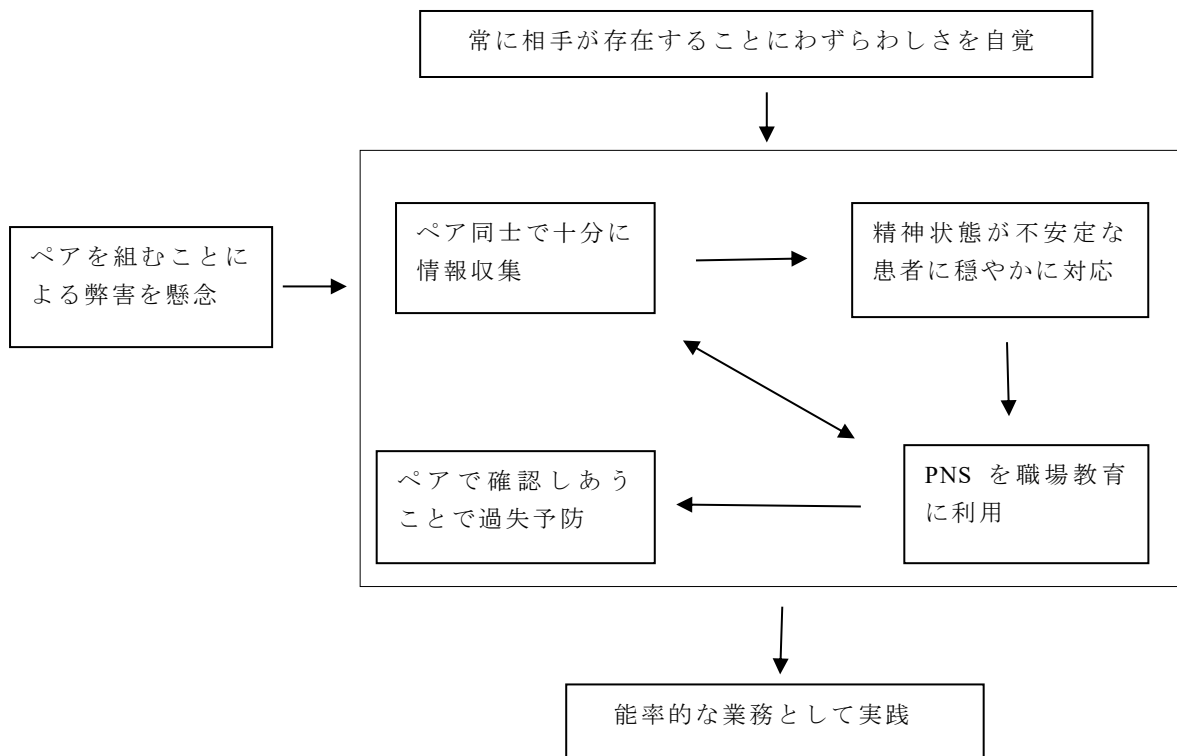 常に相手が存在することにわずらわしさを自覚
ペアを組むことに
よる弊害を懸念
ペア同士で十分に
情報収集
精神状態が不安定な
患者に穏やかに対応
ペアで確認しあう
ことで過失予防
PNS を職場教育
に利用
能率的な業務として実践